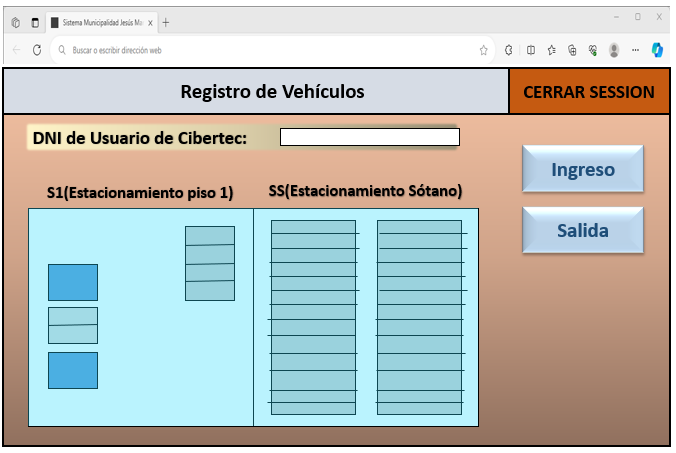 Sistema Municipalidad Jesús Mar
Buscar o escribir dirección web
Registro de Vehículos
CERRAR SESSION
DNI de Usuario de Cibertec:
Ingreso
S1(Estacionamiento piso 1)
SS(Estacionamiento Sótano)
Salida